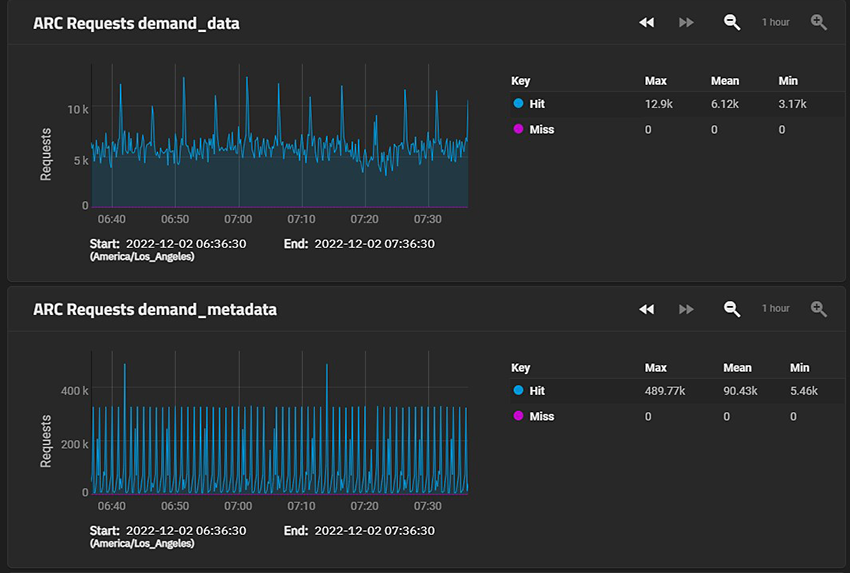 ARC Requests demand_data
1 hour
Key Max Mean Min
Hit 12.9k 6.12k 3.17k
Miss 0 0 0
Requests
10 k
5 k
0
06:40 06:50 07:00 07:10 07:20 07:30
Start: 2022-12-02 06:36:30 End: 2022-12-02 07:36:30
(America/Los_Angeles)
ARC Requests demand_metadata
1 hour
Key Max Mean Min
Hit 489.77k 90.43k 5.46k
Miss 0 0 0
Requests
400 k
200 k
0
06:40 06:50 07:00 07:10 07:20 07:30
Start: 2022-12-02 06:36:30 End: 2022-12-02 07:36:30
(America/Los_Angeles)